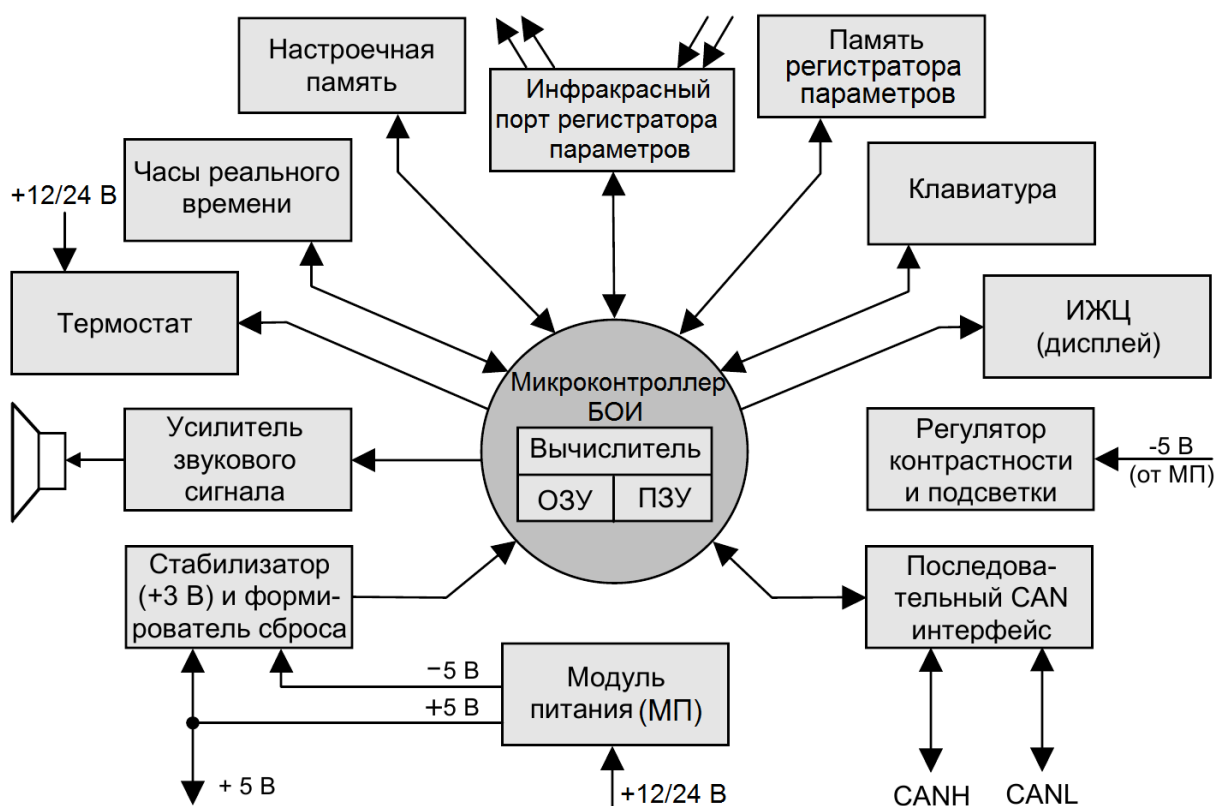 Настроечная
память
Инфракрасный
порт регистратора
параметров
Память
регистратора
параметров
Часы реального
времени
Клавиатура
+12/24 В
Термостат
ИЖЦ
(дисплей)
Микроконтроллер
БОИ
Вычислитель
ОЗУ
ПЗУ
Усилитель
звукового
сигнала
Регулятор
контрастности
и подсветки
-5 В
(от МП)
Стабилизатор
(+3 В) и форми-
рователь сброса
Последова-
тельный CAN
интерфейс
−5 В
+5 В
Модуль
питания (МП)
+ 5 В
+12/24 В
CANH
CANL